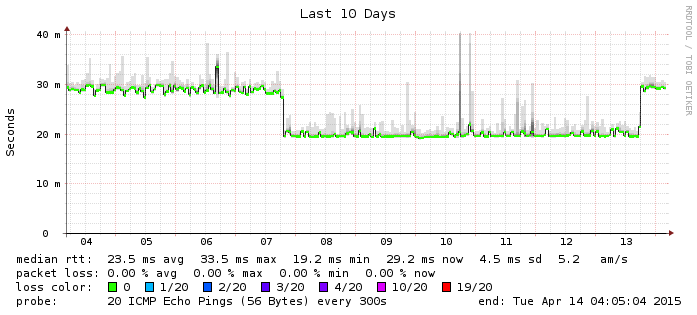 Last 10 Days
RRDTOOL / TOBI OETIKER
Seconds
40 m
30 m
20 m
10 m
0
04 05 06 07 08 09 10 11 12 13
median rtt: 23.5 ms avg 33.5 ms max 19.2 ms min 29.2 ms now 4.5 ms sd 5.2 am/s
packet loss: 0.00 % avg 0.00 % max 0.00 % min 0.00 % now
loss color: 0 1/20 2/20 3/20 4/20 10/20 19/20
probe: 20 ICMP Echo Pings (56 Bytes) every 300s end: Tue Apr 14 04:05:04 2015